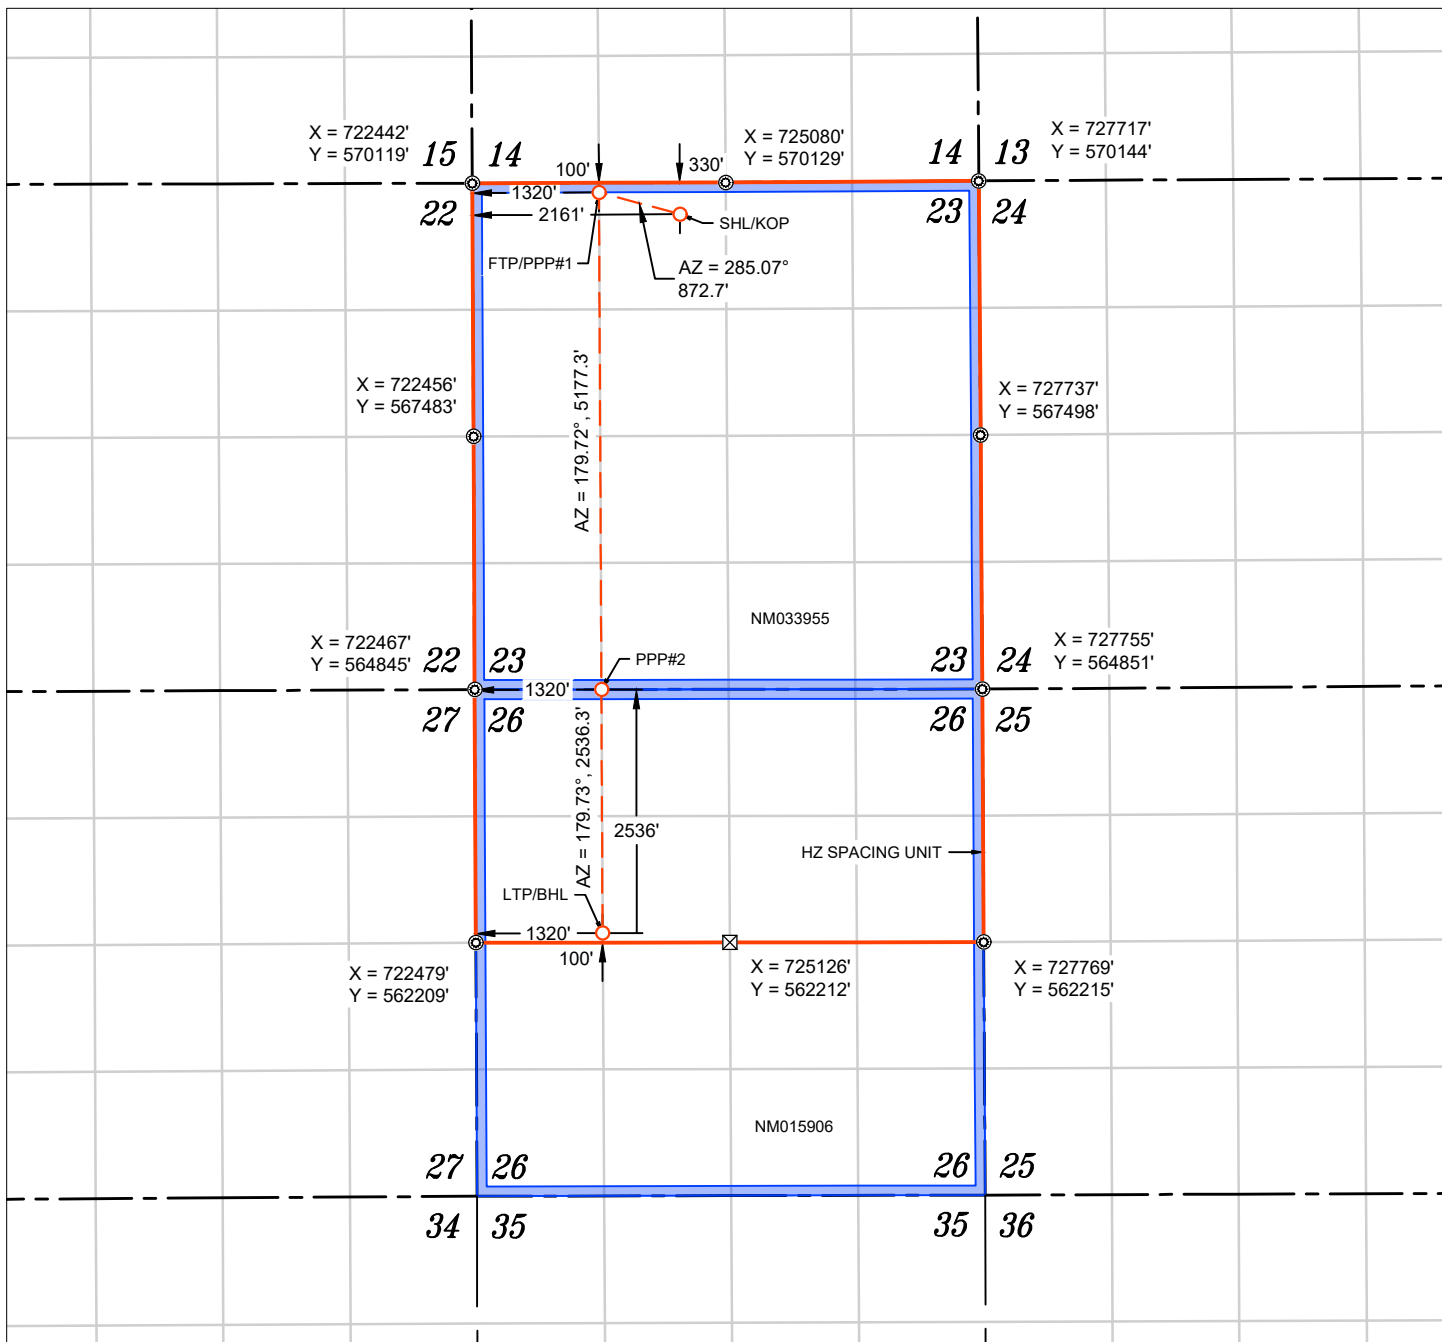 X = 722442'
Y = 570119'
15
14
100'
330'
X = 725080'
Y = 570129'
14
13
X = 727717'
Y = 570144'
1320'
22
2161'
SHL/KOP
23
24
FTP/PPP#1
AZ = 285.07°
872.7'
X = 722456'
Y = 567483'
AZ = 179.72°, 5177.3'
X = 727737'
Y = 567498'
NM033955
X = 722467'
Y = 564845'
22
23
PPP#2
23
24
X = 727755'
Y = 564851'
1320'
27
26
26
25
AZ = 179.73°, 2536.3'
2536'
HZ SPACING UNIT
LTP/BHL
1320'
100'
X = 722479'
Y = 562209'
X = 725126'
Y = 562212'
X = 727769'
Y = 562215'
NM015906
27
26
26
25
34
35
35
36